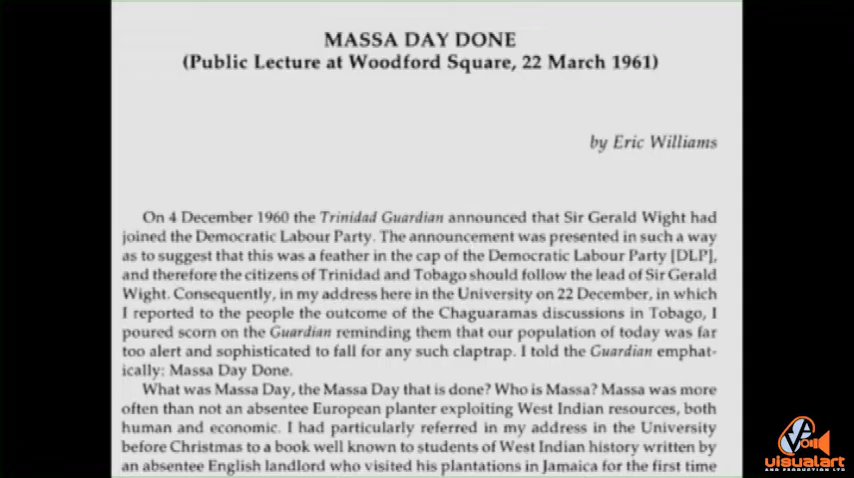 MASSA DAY DONE
(Public Lecture at Woodford Square, 22 March 1961)
by Eric Williams
On 4 December 1960 the Trinidad Guardian announced that Sir Gerald Wight had
joined the Democratic Labour Party. The announcement was presented in such a way
as to suggest that this was a feather in the cap of the Democratic Labour Party [DLP],
and therefore the citizens of Trinidad and Tobago should follow the lead of Sir Gerald
Wight. Consequently, in my address here in the University on 22 December, in which
I reported to the people the outcome of the Chaguaramas discussions in Tobago, I
poured scorn on the Guardian reminding them that our population of today was far
too alert and sophisticated to fall for any such claptrap. I told the Guardian emphat-
ically: Massa Day Done.
What was Massa Day, the Massa Day that is done? Who is Massa? Massa was more
often than not an absentee European planter exploiting West Indian resources, both
human and economic. I had particularly referred in my address in the University
before Christmas to a book well known to students of West Indian history written by
an absentee English landlord who visited his plantations in Jamaica for the first time
visualart
AND PRODUCTION LTD